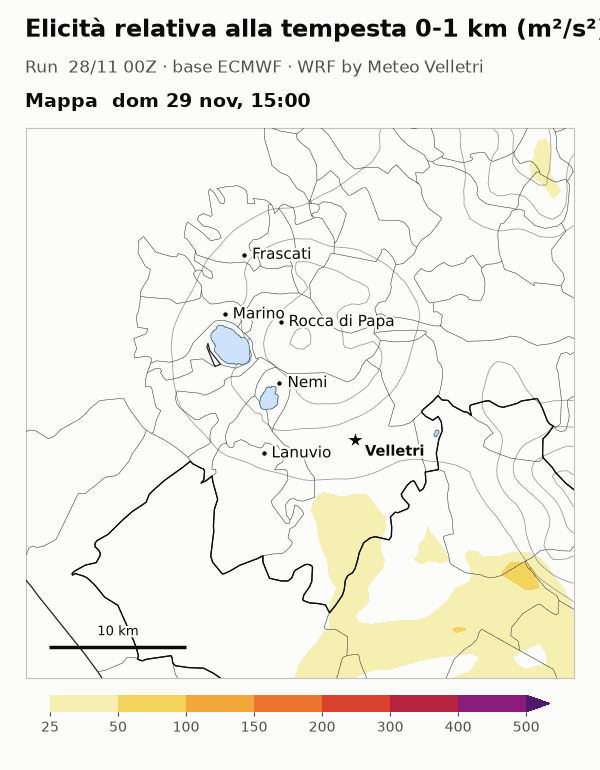 Elicità relativa alla tempesta 0-1 km (m²/s²)
Run  28/11 00Z · base ECMWF · WRF by Meteo Velletri
Mappa  dom 29 nov, 15:00
Frascati
Marino
Rocca di Papa
Nemi
Velletri
Lanuvio
10 km
25 50 100 150 200 300 400 500